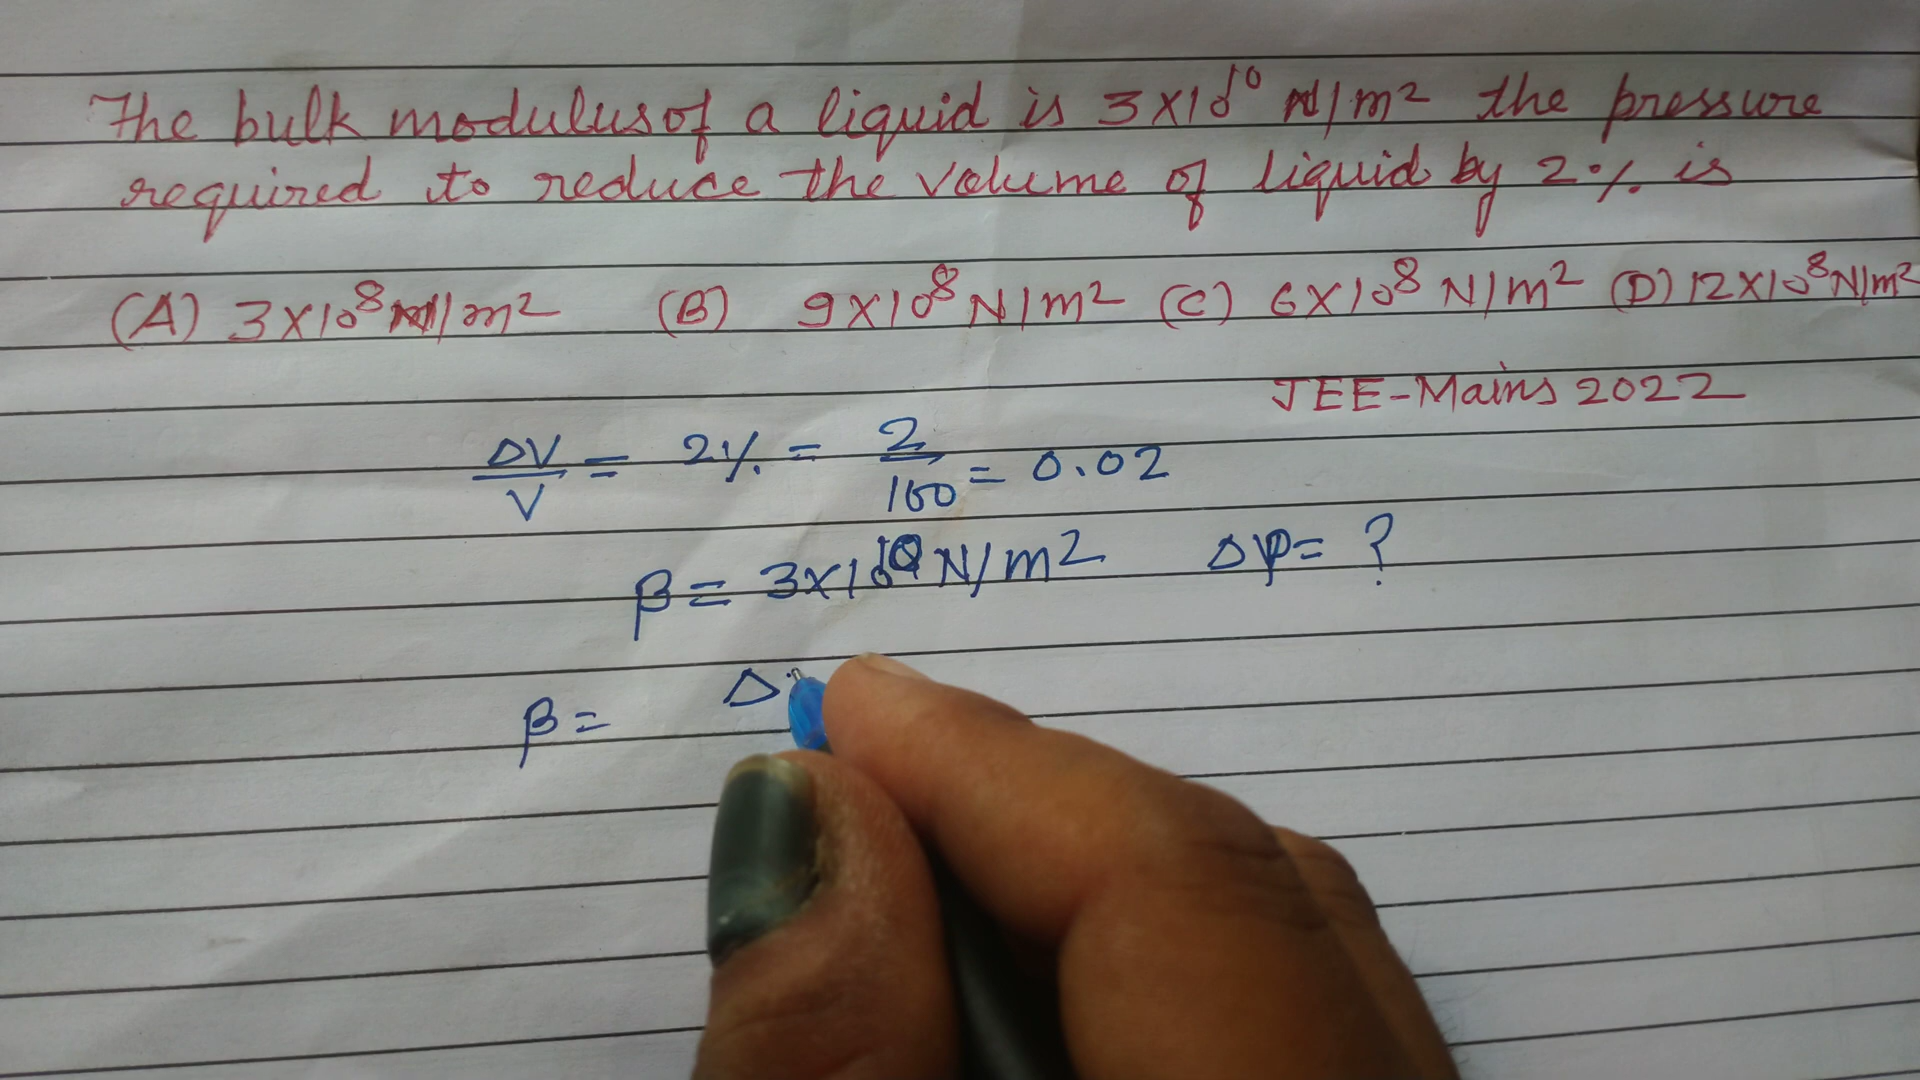 The bulk modulus of a liquid is 3×10¹⁰ N/m² the pressure
required to reduce the volume of liquid by 2% is
(A) 3×10⁸ N/m² (B) 9×10⁸ N/m² (C) 6×10⁸ N/m² (D) 12×10⁸ N/m²
JEE-Mains 2022
ΔV/V = 2% = 2/100 = 0.02
β = 3×10¹⁰ N/m² Δp = ?
β = Δ